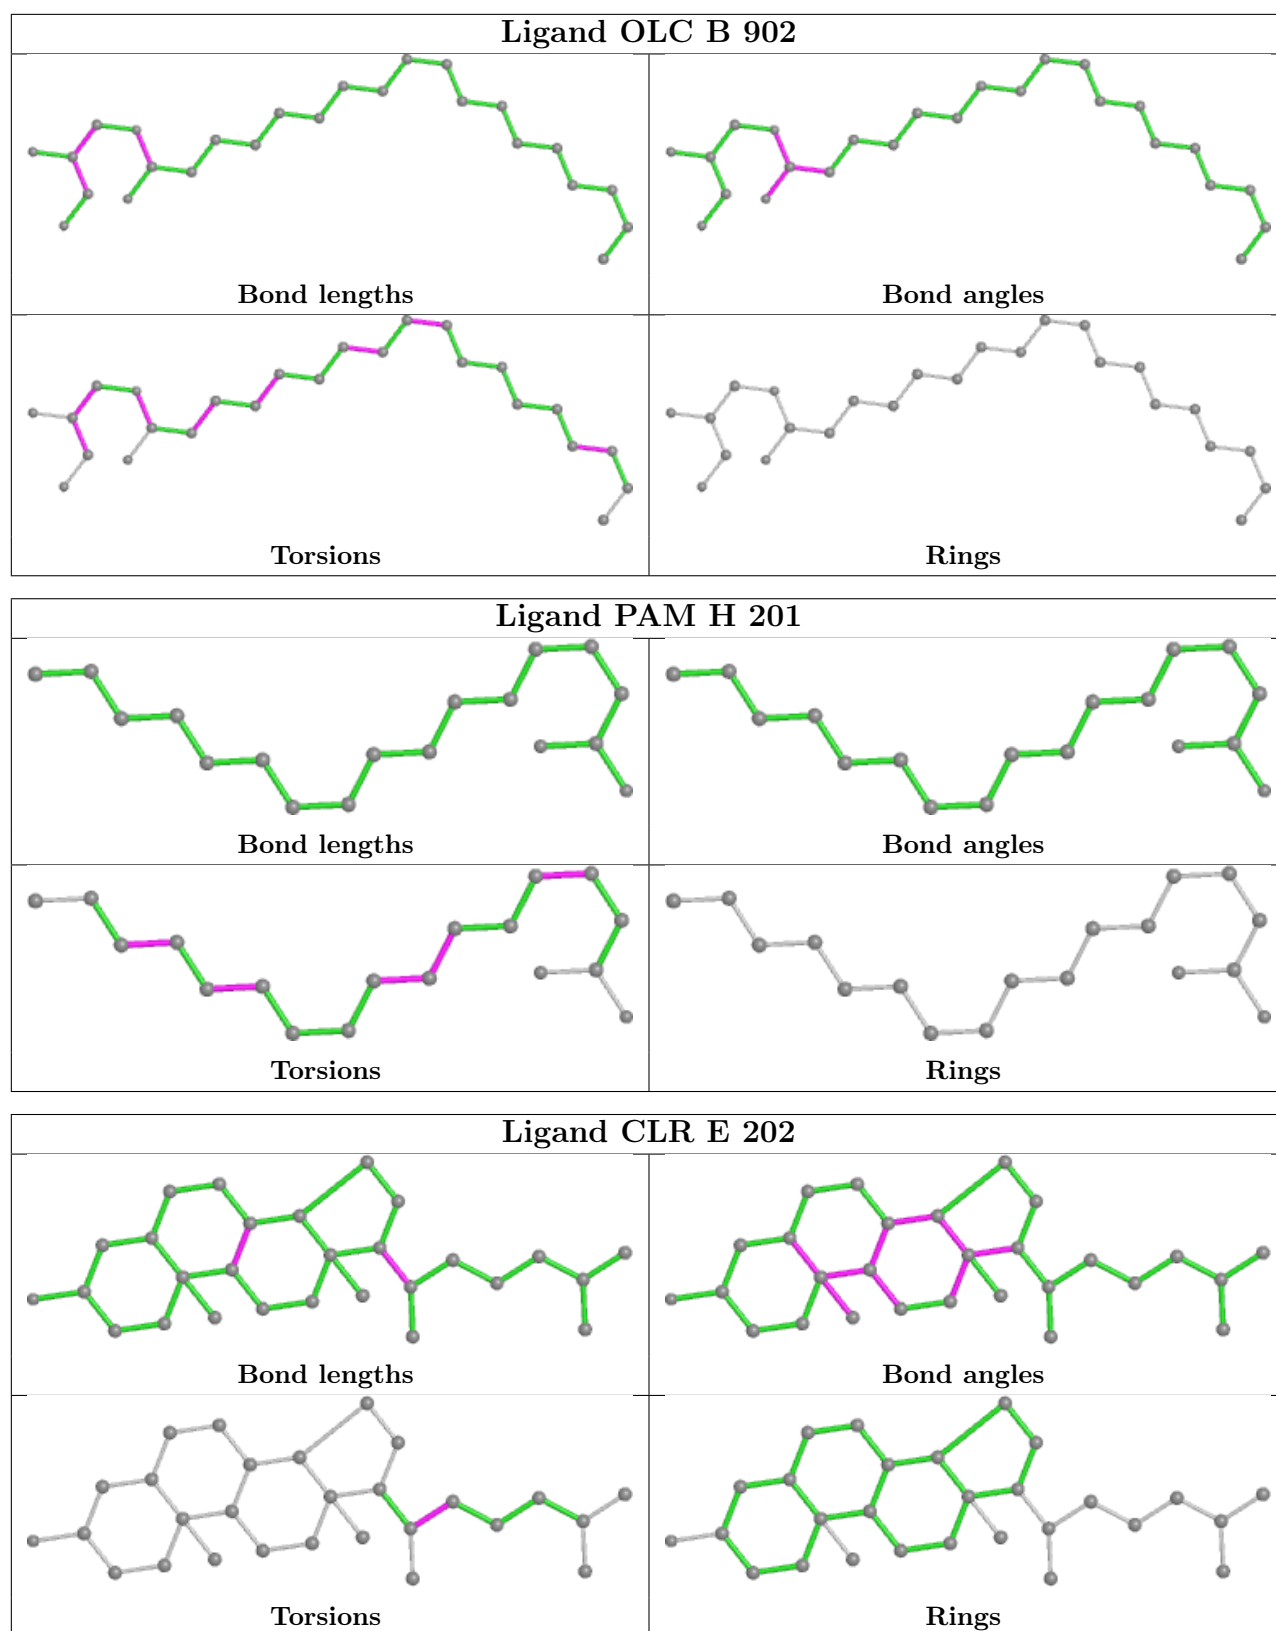 Ligand OLC B 902
Bond lengths
Bond angles
Torsions
Rings
Ligand PAM H 201
Bond lengths
Bond angles
Torsions
Rings
Ligand CLR E 202
Bond lengths
Bond angles
Torsions
Rings